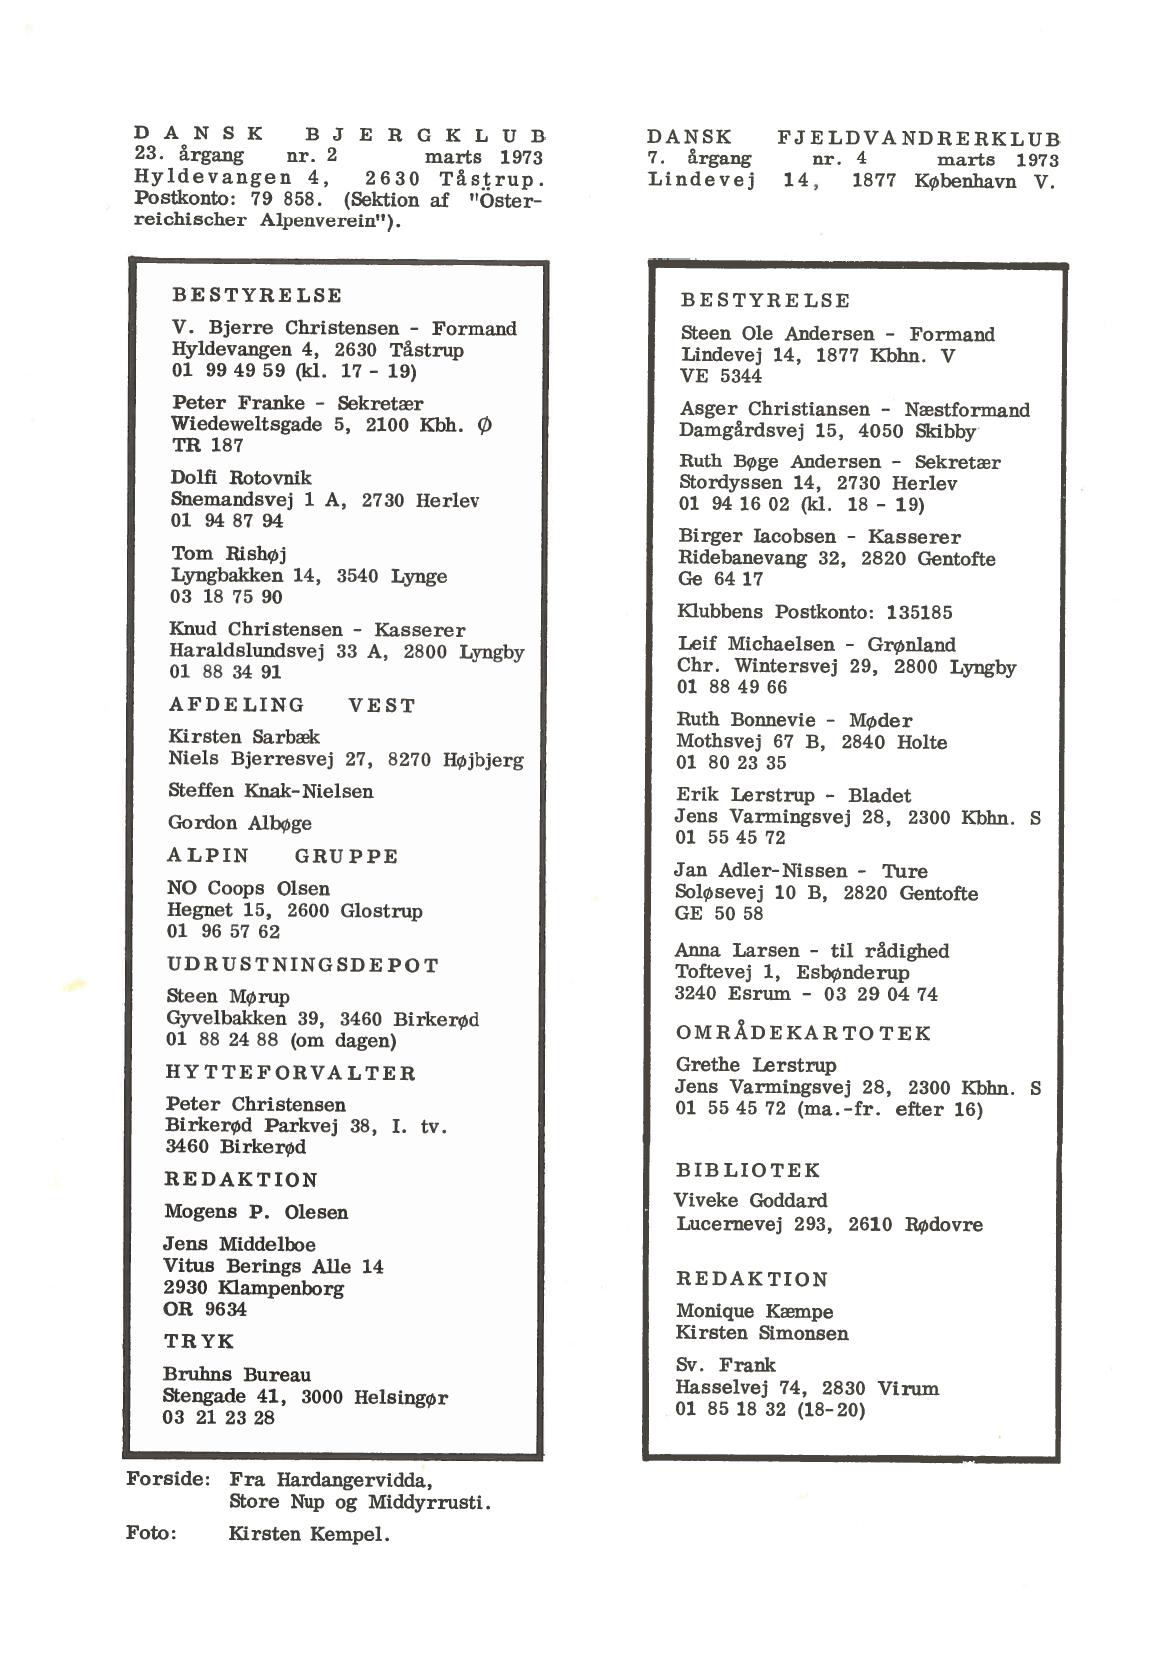 DANSK BJERGKLUB
23. årgang nr. 2 marts 1973
Hyldevangen 4, 2630 Tåstrup.
Postkonto: 79 858. (Sektion af "Öster-
reichischer Alpenverein").
BESTYRELSE
V. Bjerre Christensen - Formand
Hyldevangen 4, 2630 Tåstrup
01 99 49 59 (kl. 17 - 19)
Peter Franke - Sekretær
Wiedeweltsgade 5, 2100 Kbh. Ø
TR 187
Dolfi Rotovnik
Snemandsvej 1 A, 2730 Herlev
01 94 87 94
Tom Rishøj
Lyngbakken 14, 3540 Lynge
03 18 75 90
Knud Christensen - Kasserer
Haraldslundsvej 33 A, 2800 Lyngby
01 88 34 91
AFDELING VEST
Kirsten Sarbæk
Niels Bjerresvej 27, 8270 Højbjerg
Steffen Knak-Nielsen
Gordon Albøge
ALPIN GRUPPE
NO Coops Olsen
Hegnet 15, 2600 Glostrup
01 96 57 62
UDRUSTNINGSDEPOT
Steen Mørup
Gyvelbakken 39, 3460 Birkerød
01 88 24 88 (om dagen)
HYTTEFORVALTER
Peter Christensen
Birkerød Parkvej 38, I. tv.
3460 Birkerød
REDAKTION
Mogens P. Olesen
Jens Middelboe
Vitus Berings Alle 14
2930 Klampenborg
OR 9634
TRYK
Bruhns Bureau
Stengade 41, 3000 Helsingør
03 21 23 28
Forside: Fra Hardangervidda,
Store Nup og Middyrrusti.
Foto: Kirsten Kempel.
DANSK FJELDVANDRERKLUB
7. årgang nr. 4 marts 1973
Lindevej 14, 1877 København V.
BESTYRELSE
Steen Ole Andersen - Formand
Lindevej 14, 1877 Kbhn. V
VE 5344
Asger Christiansen - Næstformand
Damgårdsvej 15, 4050 Skibby
Ruth Bøge Andersen - Sekretær
Stordyssen 14, 2730 Herlev
01 94 16 02 (kl. 18 - 19)
Birger Iacobsen - Kasserer
Ridebanevang 32, 2820 Gentofte
Ge 64 17
Klubbens Postkonto: 135185
Leif Michaelsen - Grønland
Chr. Wintersvej 29, 2800 Lyngby
01 88 49 66
Ruth Bonnevie - Møder
Mothsvej 67 B, 2840 Holte
01 80 23 35
Erik Lerstrup - Bladet
Jens Varmingsvej 28, 2300 Kbhn. S
01 55 45 72
Jan Adler-Nissen - Ture
Soløsevej 10 B, 2820 Gentofte
GE 50 58
Anna Larsen - til rådighed
Toftevej 1, Esbønderup
3240 Esrum - 03 29 04 74
OMRÅDEKARTOTEK
Grethe Lerstrup
Jens Varmingsvej 28, 2300 Kbhn. S
01 55 45 72 (ma.-fr. efter 16)
BIBLIOTEK
Viveke Goddard
Lucernevej 293, 2610 Rødovre
REDAKTION
Monique Kæmpe
Kirsten Simonsen
Sv. Frank
Hasselvej 74, 2830 Virum
01 85 18 32 (18-20)